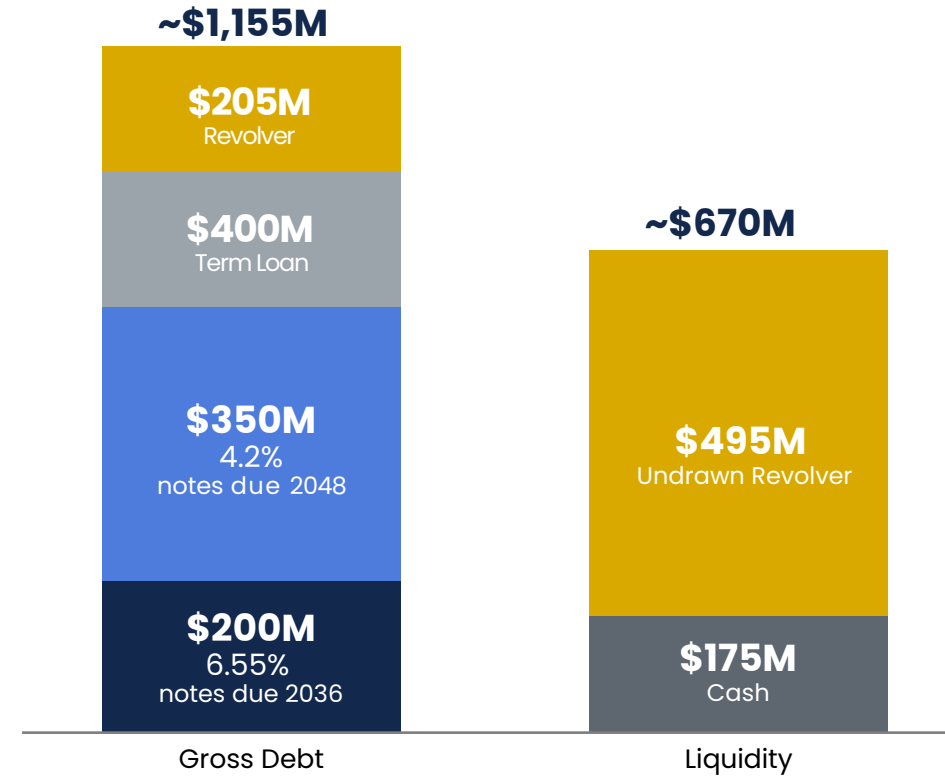 ~$1,155M
$205M
Revolver
$400M
Term Loan
$350M
4.2%
notes due 2048
$200M
6.55%
notes due 2036
Gross Debt
~$670M
$495M
Undrawn Revolver
$175M
Cash
Liquidity